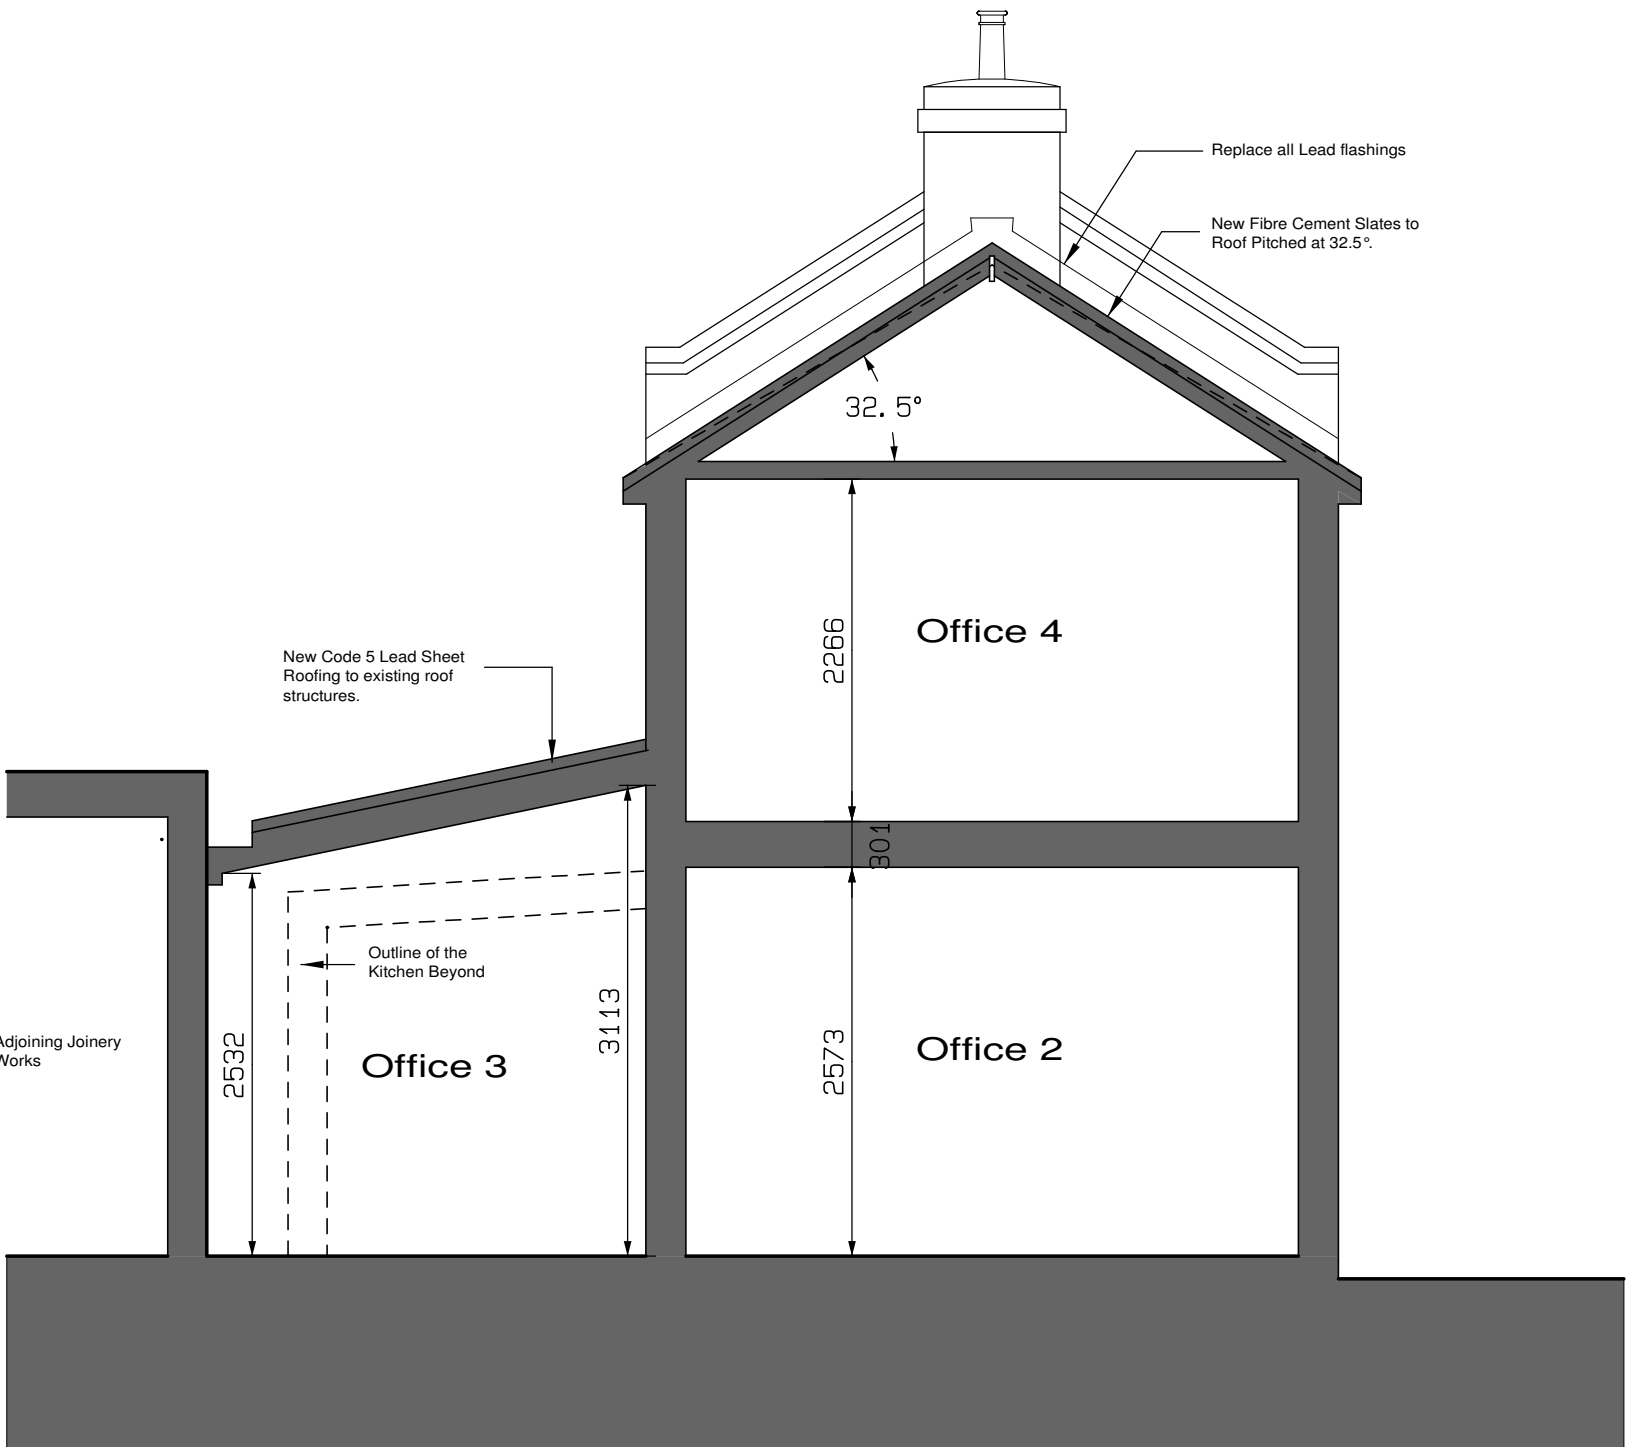 Replace all Lead flashings
New Fibre Cement Slates to
Roof Pitched at 32.5°.
32.5°
2266
Office 4
New Code 5 Lead Sheet
Roofing to existing roof
structures.
301
Outline of the
Kitchen Beyond
Adjoining Joinery
Works
2532
Office 3
3113
2573
Office 2